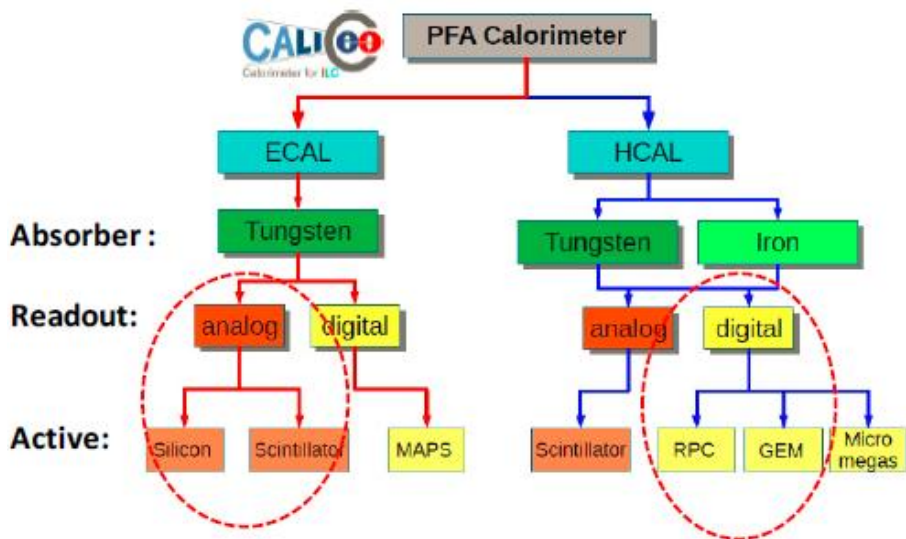 CALICO
Calorimeter for ILC
PFA Calorimeter
ECAL
HCAL
Absorber :
Tungsten
Tungsten
Iron
Readout:
analog
digital
analog
digital
Active:
Silicon
Scintillator
MAPS
Scintillator
RPC
GEM
Micro
megas